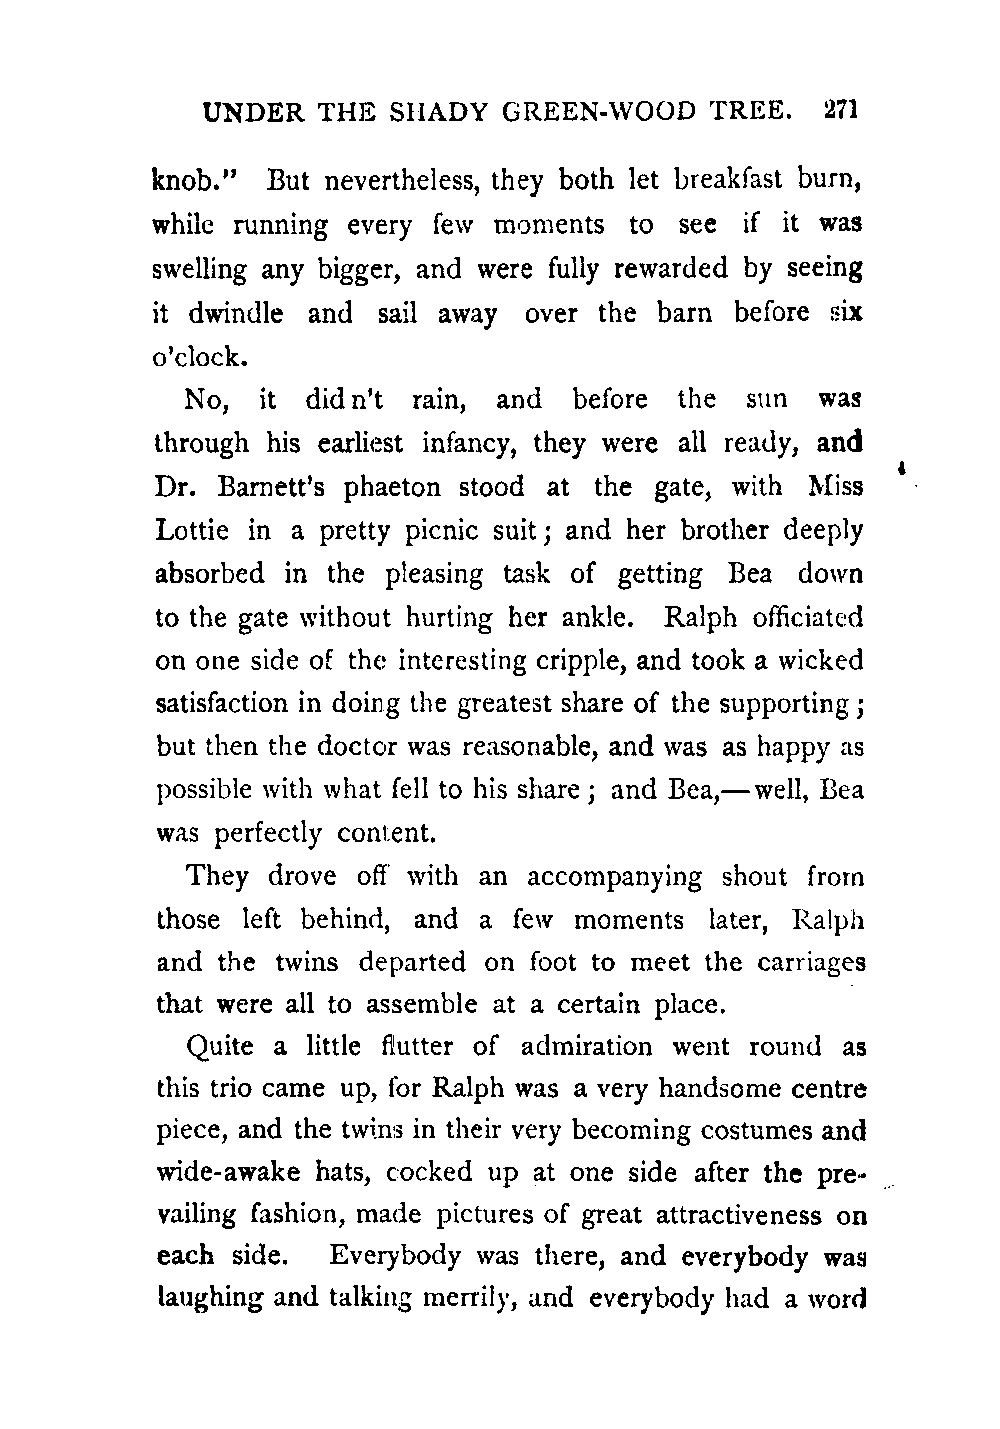 UNDER THE SHADY GREEN-WOOD TREE. 271
knob." But nevertheless, they both let breakfast burn,
while running every few moments to see if it was
swelling any bigger, and were fully rewarded by seeing
it dwindle and sail away over the barn before six
o'clock.
No, it didn't rain, and before the sun was
through his earliest infancy, they were all ready, and
Dr. Barnett's phaeton stood at the gate, with Miss
Lottie in a pretty picnic suit; and her brother deeply
absorbed in the pleasing task of getting Bea down
to the gate without hurting her ankle. Ralph officiated
on one side of the interesting cripple, and took a wicked
satisfaction in doing the greatest share of the supporting;
but then the doctor was reasonable, and was as happy as
possible with what fell to his share; and Bea,—well, Bea
was perfectly content.
They drove off with an accompanying shout from
those left behind, and a few moments later, Ralph
and the twins departed on foot to meet the carriages
that were all to assemble at a certain place.
Quite a little flutter of admiration went round as
this trio came up, for Ralph was a very handsome centre
piece, and the twins in their very becoming costumes and
wide-awake hats, cocked up at one side after the pre-
vailing fashion, made pictures of great attractiveness on
each side. Everybody was there, and everybody was
laughing and talking merrily, and everybody had a word